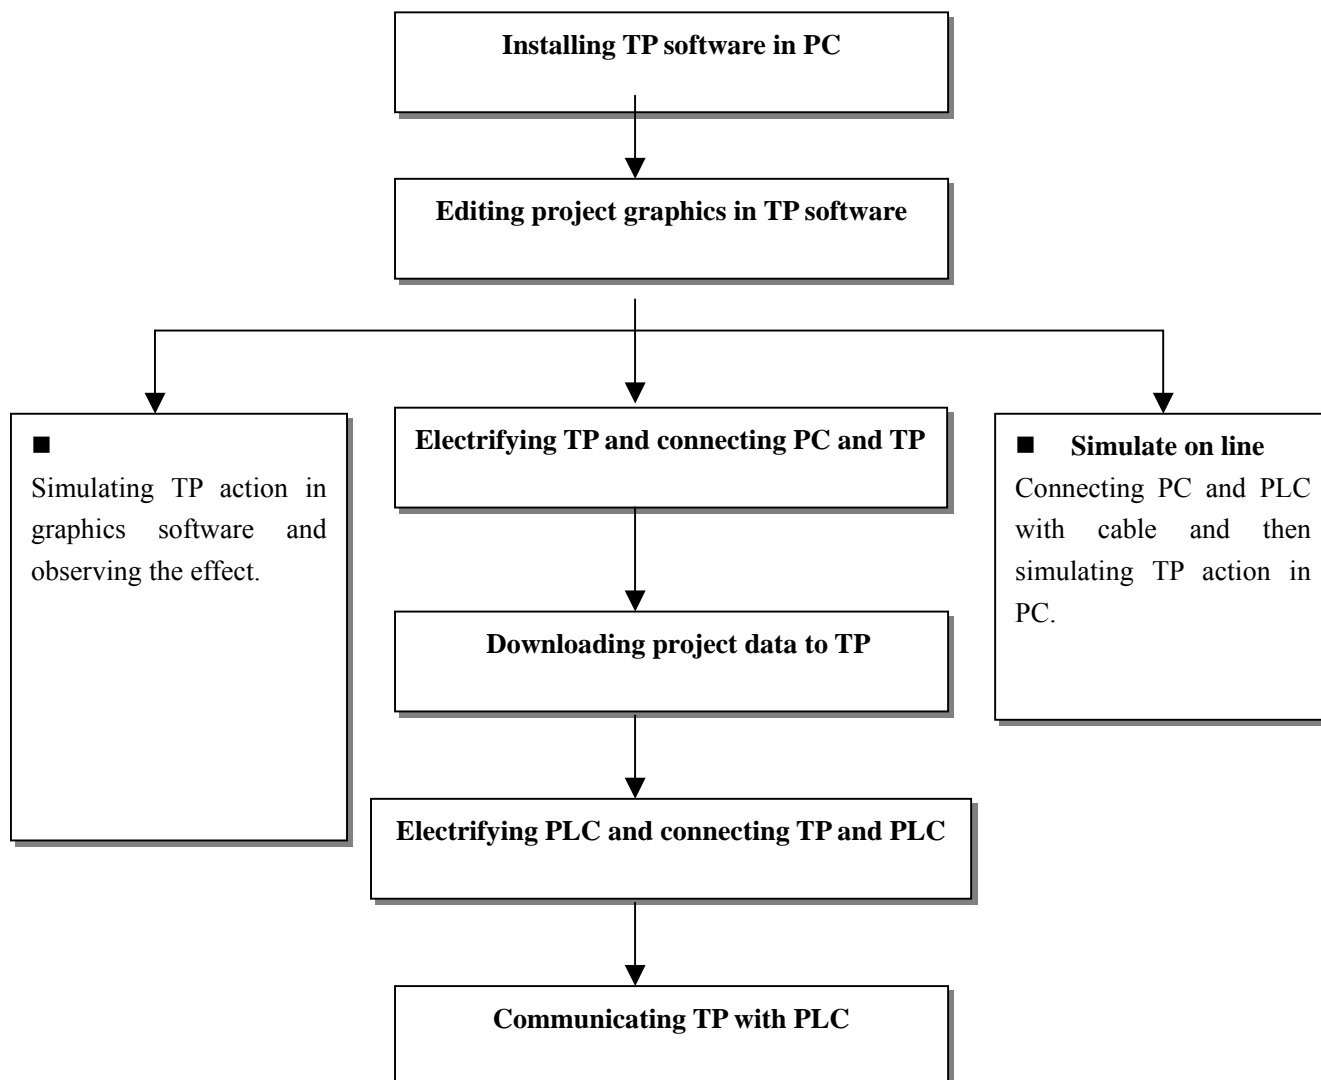 Installing TP software in PC
Editing project graphics in TP software
■
Simulating TP action in
graphics software and
observing the effect.
Electrifying TP and connecting PC and TP
■ Simulate on line
Connecting PC and PLC
with cable and then
simulating TP action in
PC.
Downloading project data to TP
Electrifying PLC and connecting TP and PLC
Communicating TP with PLC